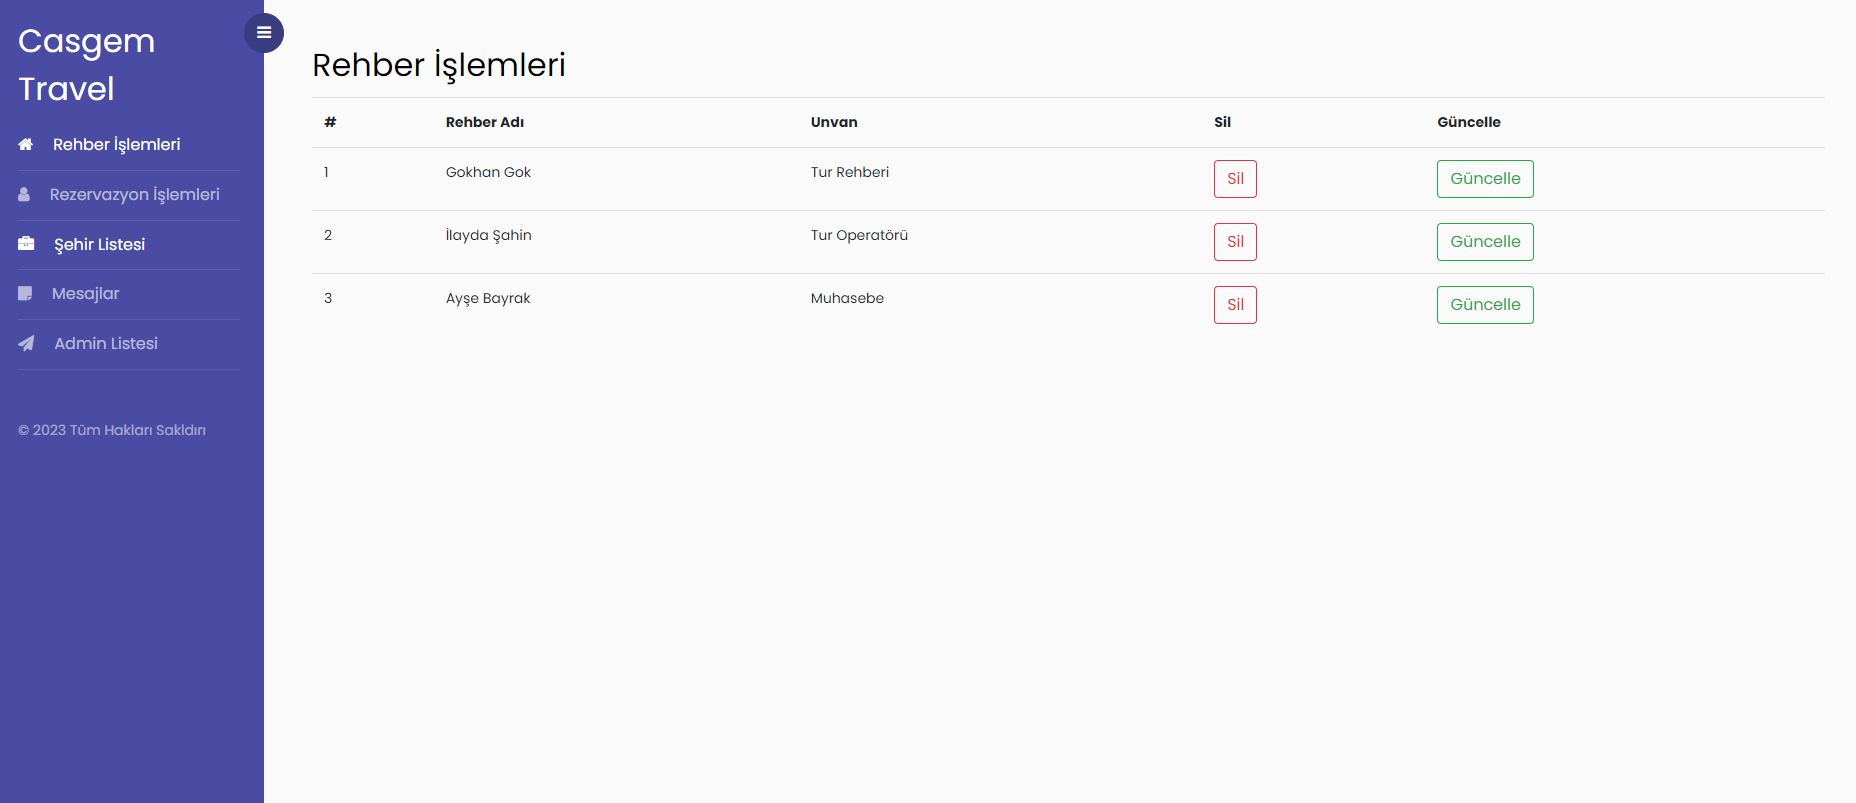 Casgem
Travel
Rehber İşlemleri
Rezervazyon İşlemleri
Şehir Listesi
Mesajlar
Admin Listesi
© 2023 Tüm Hakları Sakldırı
Rehber İşlemleri
# Rehber Adı Unvan Sil Güncelle
1 Gokhan Gok Tur Rehberi Sil Güncelle
2 İlayda Şahin Tur Operatörü Sil Güncelle
3 Ayşe Bayrak Muhasebe Sil Güncelle